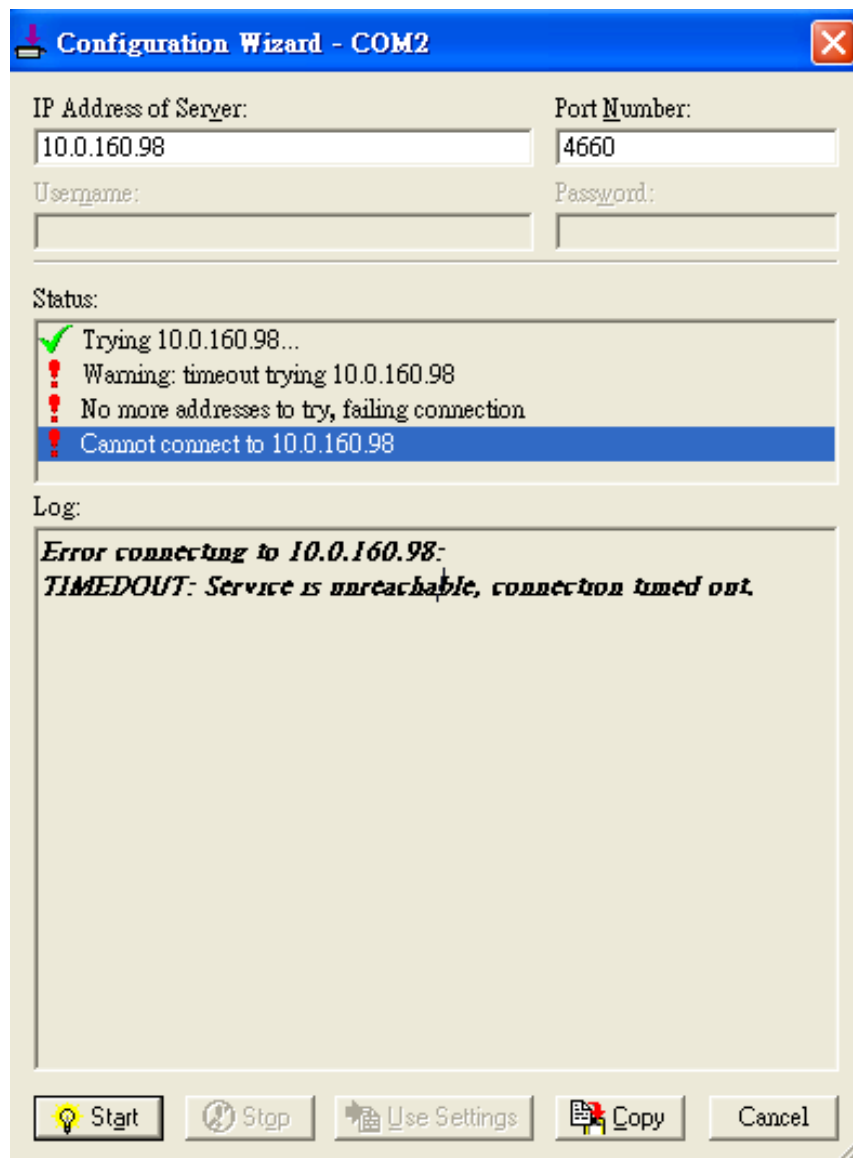 Configuration Wizard - COM2
IP Address of Server: Port Number:
10.0.160.98 4660
Username: Password:
Status:
Trying 10.0.160.98...
Warning: timeout trying 10.0.160.98
No more addresses to try, failing connection
Cannot connect to 10.0.160.98
Log:
Error connecting to 10.0.160.98:
TIMEDOUT: Service is unreachable, connection timed out.
Start Stop Use Settings Copy Cancel